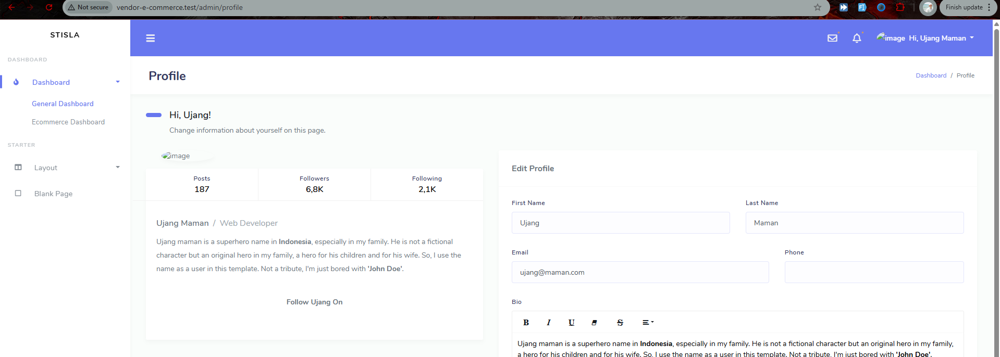 Not secure vendor-e-commerce.test/admin/profile Finish update
STISLA
image Hi, Ujang Maman
DASHBOARD
Dashboard
General Dashboard
Ecommerce Dashboard
STARTER
Layout
Blank Page
Profile
Dashboard / Profile
Hi, Ujang!
Change information about yourself on this page.
image
Posts Followers Following
187 6,8K 2,1K
Ujang Maman / Web Developer
Ujang maman is a superhero name in Indonesia, especially in my family. He is not a fictional
character but an original hero in my family, a hero for his children and for his wife. So, I use the
name as a user in this template. Not a tribute, I'm just bored with 'John Doe'.
Follow Ujang On
Edit Profile
First Name Last Name
Ujang Maman
Email Phone
ujang@maman.com
Bio
B I U S
Ujang maman is a superhero name in Indonesia, especially in my family. He is not a fictional character but an original hero in my family,
a hero for his children and for his wife. So, I use the name as a user in this template. Not a tribute, I'm just bored with 'John Doe'.